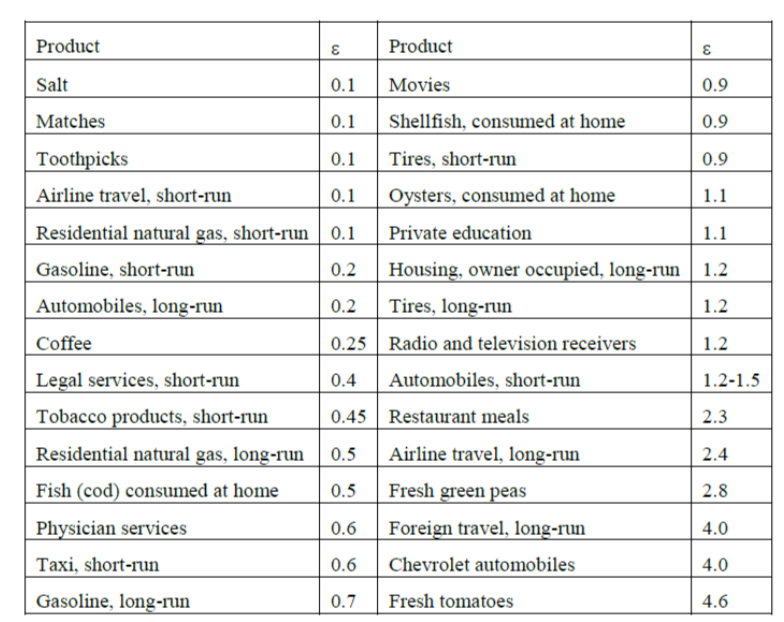 Product ε Product ε
Salt 0.1 Movies 0.9
Matches 0.1 Shellfish, consumed at home 0.9
Toothpicks 0.1 Tires, short-run 0.9
Airline travel, short-run 0.1 Oysters, consumed at home 1.1
Residential natural gas, short-run 0.1 Private education 1.1
Gasoline, short-run 0.2 Housing, owner occupied, long-run 1.2
Automobiles, long-run 0.2 Tires, long-run 1.2
Coffee 0.25 Radio and television receivers 1.2
Legal services, short-run 0.4 Automobiles, short-run 1.2-1.5
Tobacco products, short-run 0.45 Restaurant meals 2.3
Residential natural gas, long-run 0.5 Airline travel, long-run 2.4
Fish (cod) consumed at home 0.5 Fresh green peas 2.8
Physician services 0.6 Foreign travel, long-run 4.0
Taxi, short-run 0.6 Chevrolet automobiles 4.0
Gasoline, long-run 0.7 Fresh tomatoes 4.6